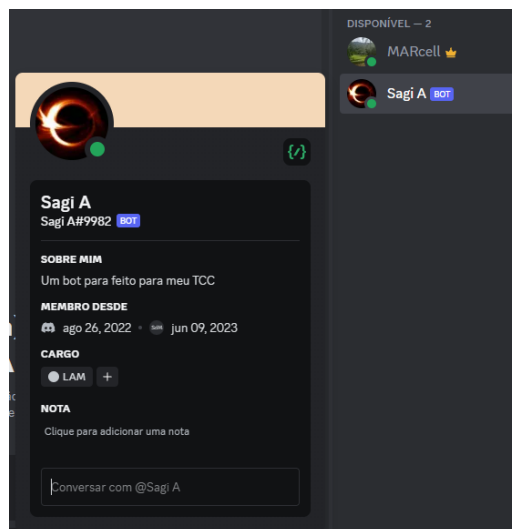 DISPONÍVEL — 2
MARcell
Sagi A BOT
Sagi A
Sagi A#9982 BOT
SOBRE MIM
Um bot para feito para meu TCC
MEMBRO DESDE
ago 26, 2022 • jun 09, 2023
CARGO
LAM +
NOTA
Clique para adicionar uma nota
Conversar com @Sagi A